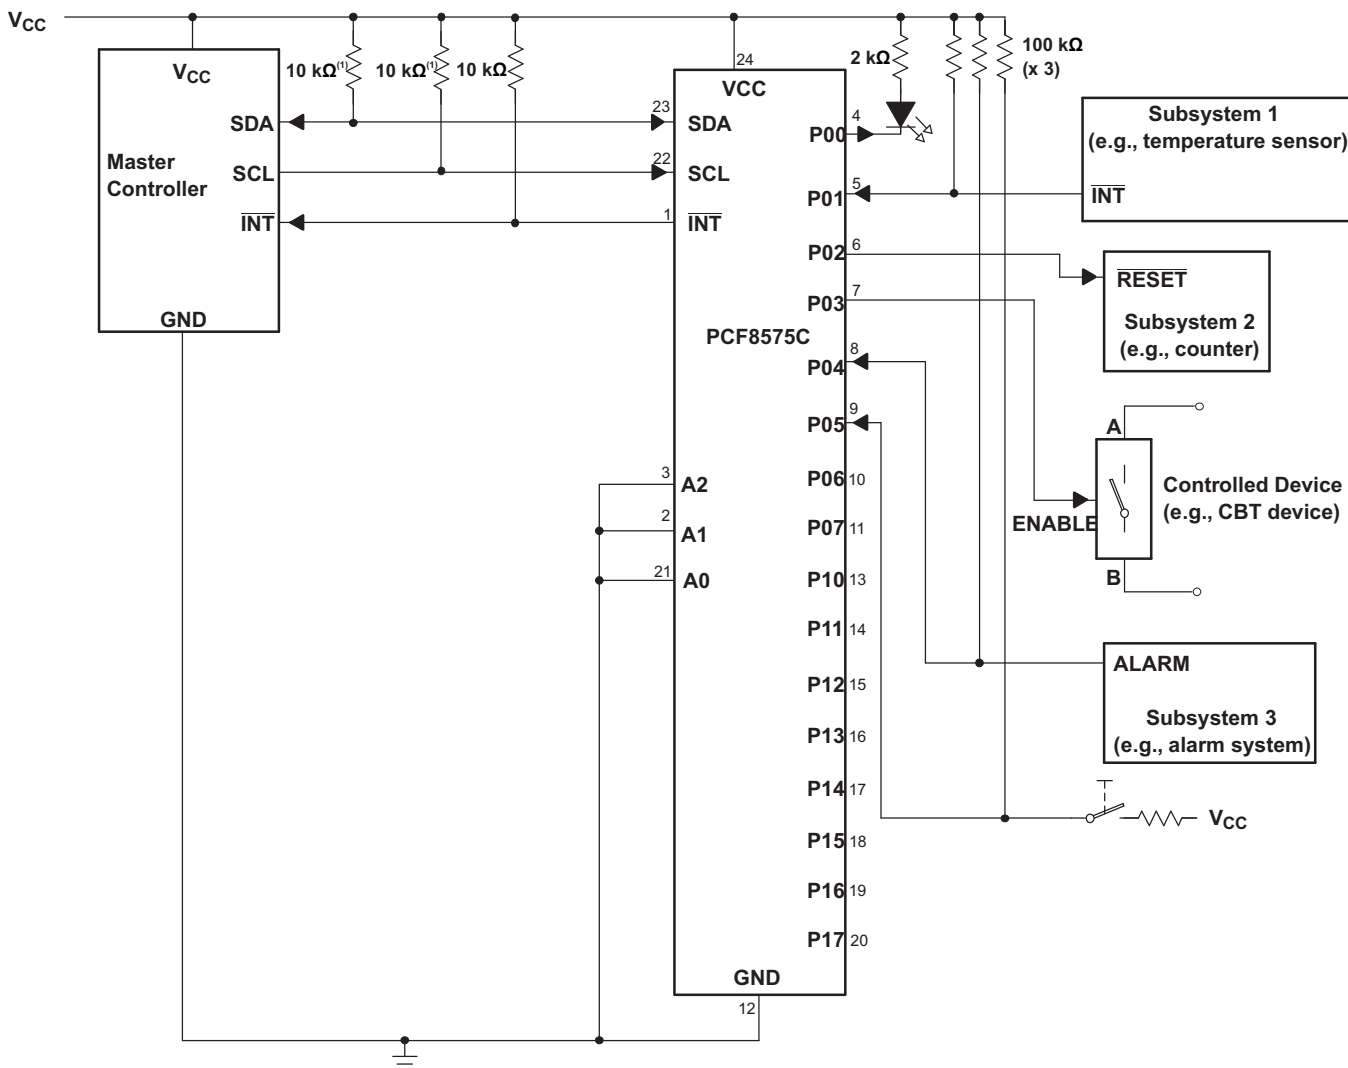 VCC
VCC
SDA
SCL
INT
Master
Controller
GND
10 kΩ(1)
10 kΩ(1)
10 kΩ
23
22
1
3
2
21
24
VCC
SDA
SCL
INT
PCF8575C
A2
A1
A0
GND
12
P00
4
P01
5
P02
6
P03
7
P04
8
P05
9
P06 10
P07 11
P10 13
P11 14
P12 15
P13 16
P14 17
P15 18
P16 19
P17 20
2 kΩ
100 kΩ
(x 3)
Subsystem 1
(e.g., temperature sensor)
INT
RESET
Subsystem 2
(e.g., counter)
A
Controlled Device
(e.g., CBT device)
ENABLE
B
ALARM
Subsystem 3
(e.g., alarm system)
VCC